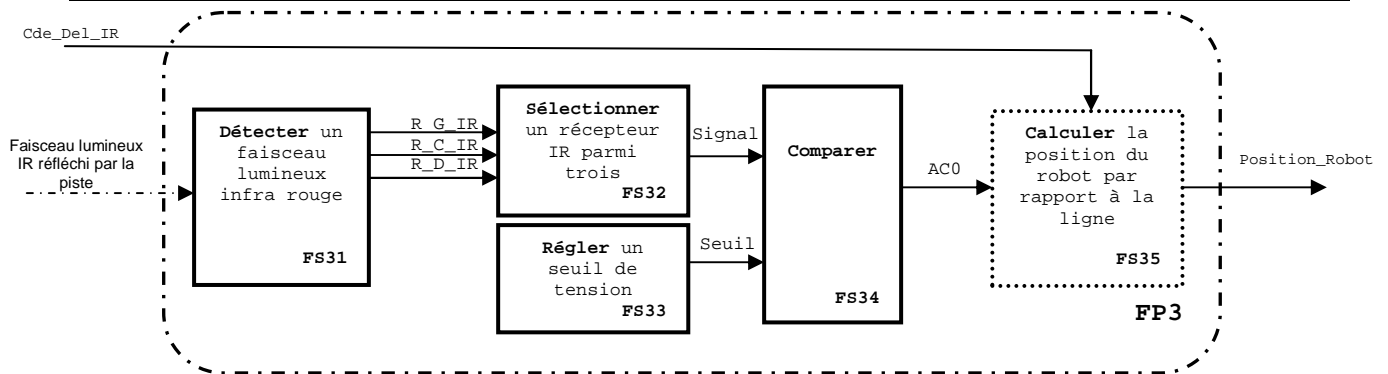 Cde_Del_IR
Faisceau lumineux
IR réfléchi par la
piste
Détecter un
faisceau
lumineux
infra rouge
FS31
R_G_IR
R_C_IR
R_D_IR
Sélectionner
un récepteur
IR parmi
trois
FS32
Régler un
seuil de
tension
FS33
Signal
Seuil
Comparer
FS34
AC0
Calculer la
position du
robot par
rapport à la
ligne
FS35
FP3
Position_Robot